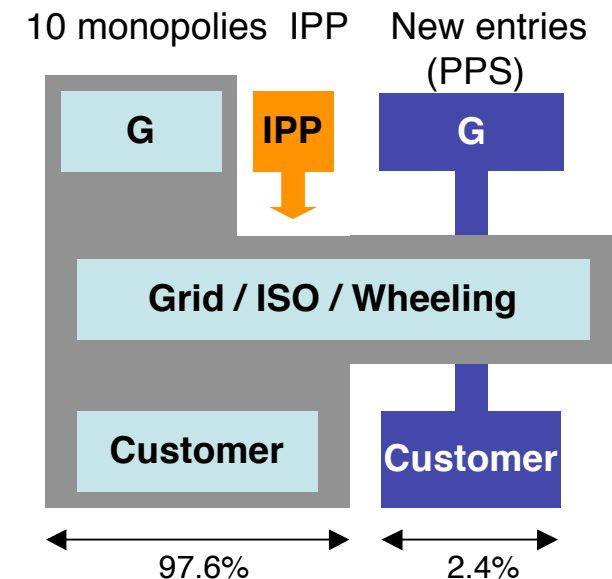 10 monopolies IPP New entries
(PPS)
G IPP G
Grid / ISO / Wheeling
Customer Customer
97.6% 2.4%